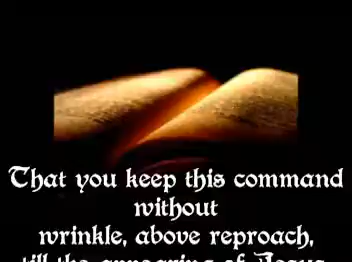 That you keep this command
without
wrinkle, above reproach,
till the appearing of Jesus